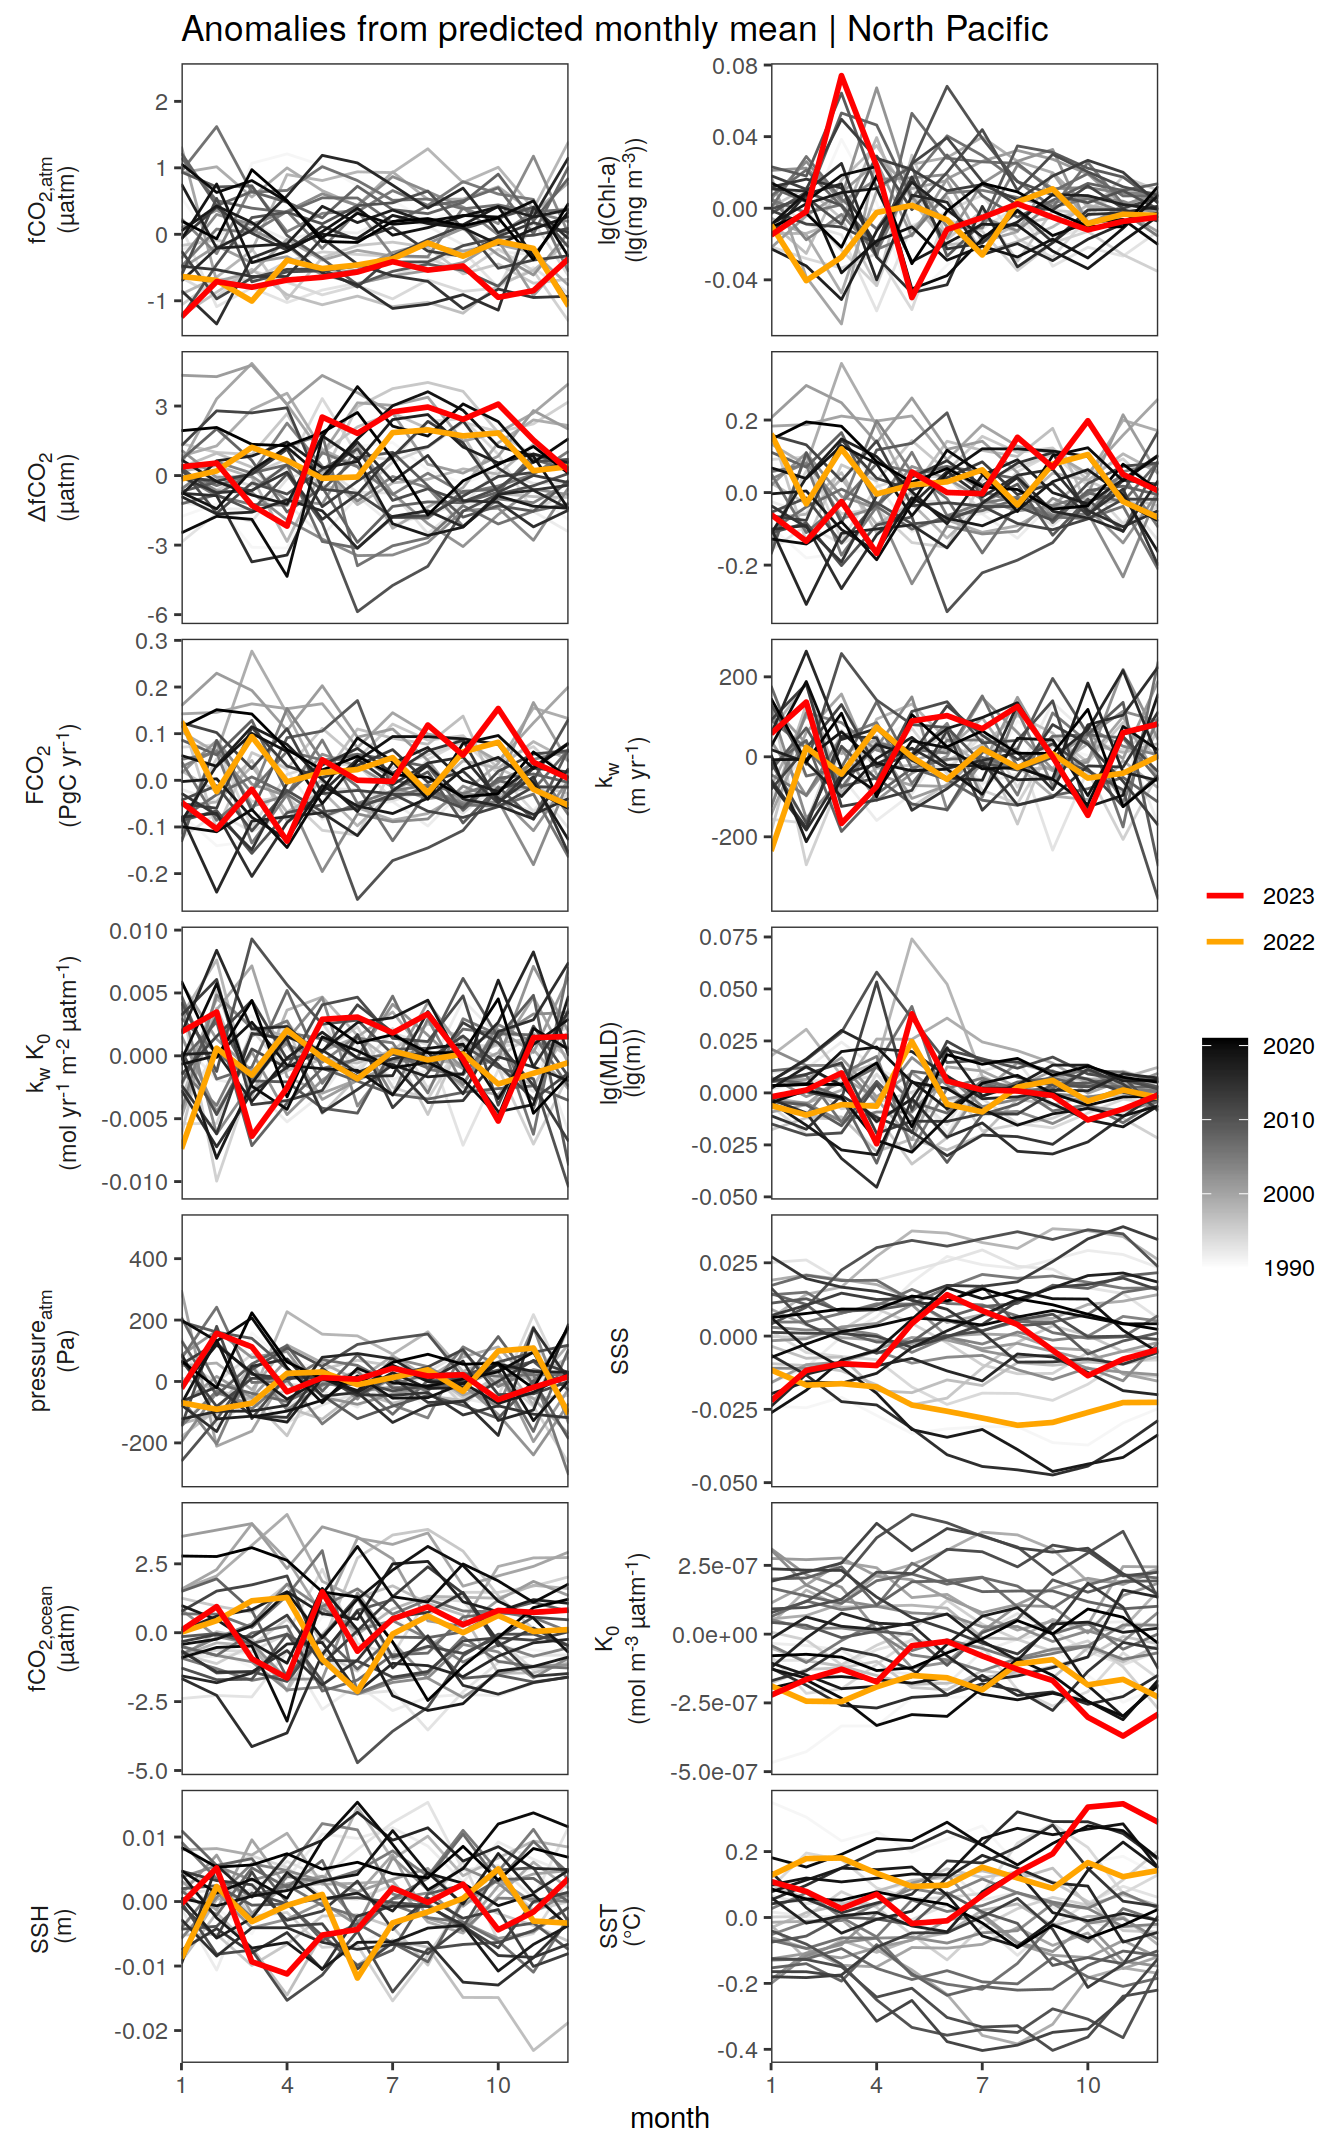 Anomalies from predicted monthly mean | North Pacific
fCO2,atm
(µatm)
2
1
0
-1
lg(Chl-a)
(lg(mg m-3))
0.08
0.04
0.00
-0.04
ΔfCO2
(µatm)
3
0
-3
-6
0.2
0.0
-0.2
FCO2
(PgC yr-1)
0.3
0.2
0.1
0.0
-0.1
-0.2
kw
(m yr-1)
200
0
-200
kw K0
(mol yr-1 m-2 µatm-1)
0.010
0.005
0.000
-0.005
-0.010
lg(MLD)
(lg(m))
0.075
0.050
0.025
0.000
-0.025
-0.050
pressureatm
(Pa)
400
200
0
-200
SSS
0.025
0.000
-0.025
-0.050
fCO2,ocean
(µatm)
2.5
0.0
-2.5
-5.0
K0
(mol m-3 µatm-1)
2.5e-07
0.0e+00
-2.5e-07
-5.0e-07
SSH
(m)
0.01
0.00
-0.01
-0.02
SST
(°C)
0.2
0.0
-0.2
-0.4
1 4 7 10
1 4 7 10
month
2023
2022
2020
2010
2000
1990